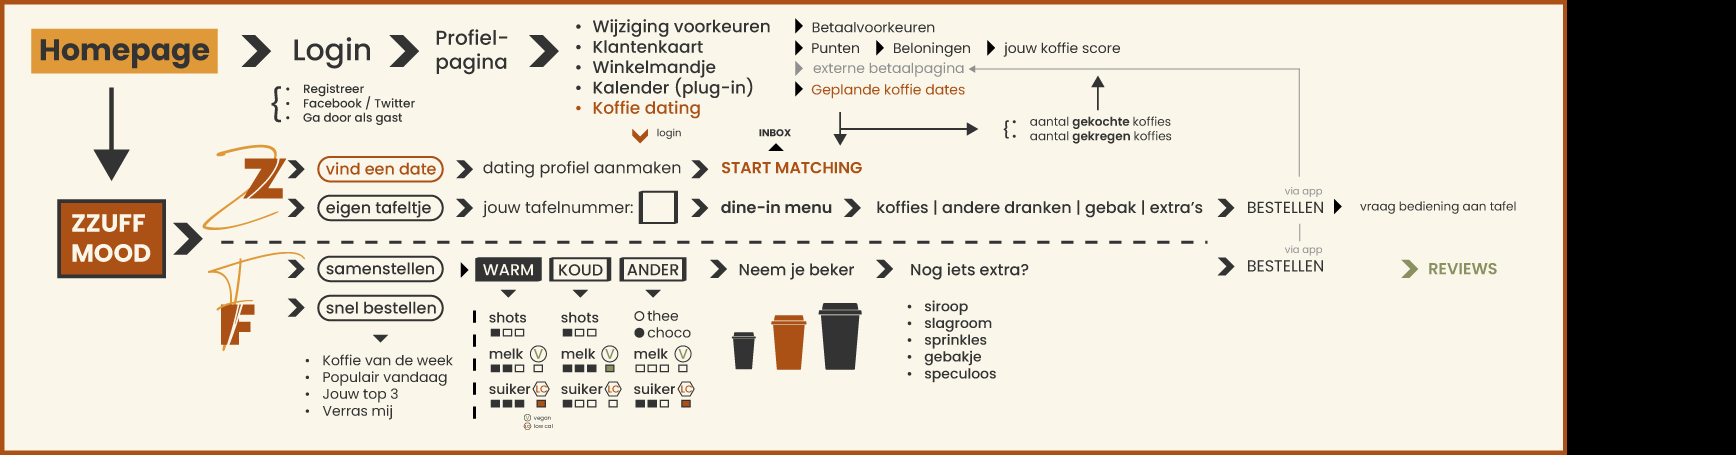 Homepage
Login
Profiel-
pagina
• Wijziging voorkeuren
• Klantenkaart
• Winkelmandje
• Kalender (plug-in)
• Koffie dating
Betaalvoorkeuren
Punten
Beloningen
jouw koffie score
externe betaalpagina
Geplande koffie dates
{• Registreer
• Facebook / Twitter
• Ga door als gast
{: aantal gekochte koffies
aantal gekregen koffies
login
INBOX
Z
vind een date
dating profiel aanmaken
START MATCHING
ZZUFF
MOOD
eigen tafeltje
jouw tafelnummer:
dine-in menu
koffies | andere dranken | gebak | extra's
via app
BESTELLEN
vraag bediening aan tafel
F
samenstellen
snel bestellen
• Koffie van de week
• Populair vandaag
• Jouw top 3
• Verras mij
WARM
KOUD
ANDER
shots
melk V
suiker LC
shots
melk V
suiker LC
thee
choco
melk V
suiker LC
V vegan
LC low cal
Neem je beker
Nog iets extra?
• siroop
• slagroom
• sprinkles
• gebakje
• speculoos
via app
BESTELLEN
REVIEWS